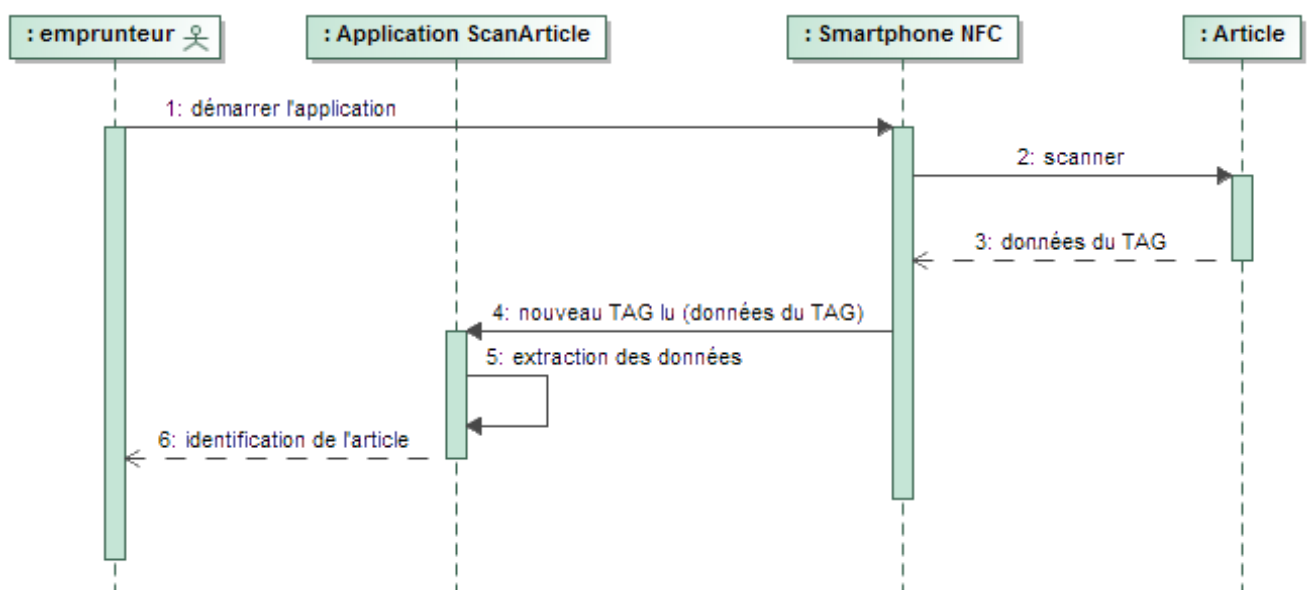 : emprunteur
: Application ScanArticle
: Smartphone NFC
: Article
1: démarrer l'application
2: scanner
3: données du TAG
4: nouveau TAG lu (données du TAG)
5: extraction des données
6: identification de l'article